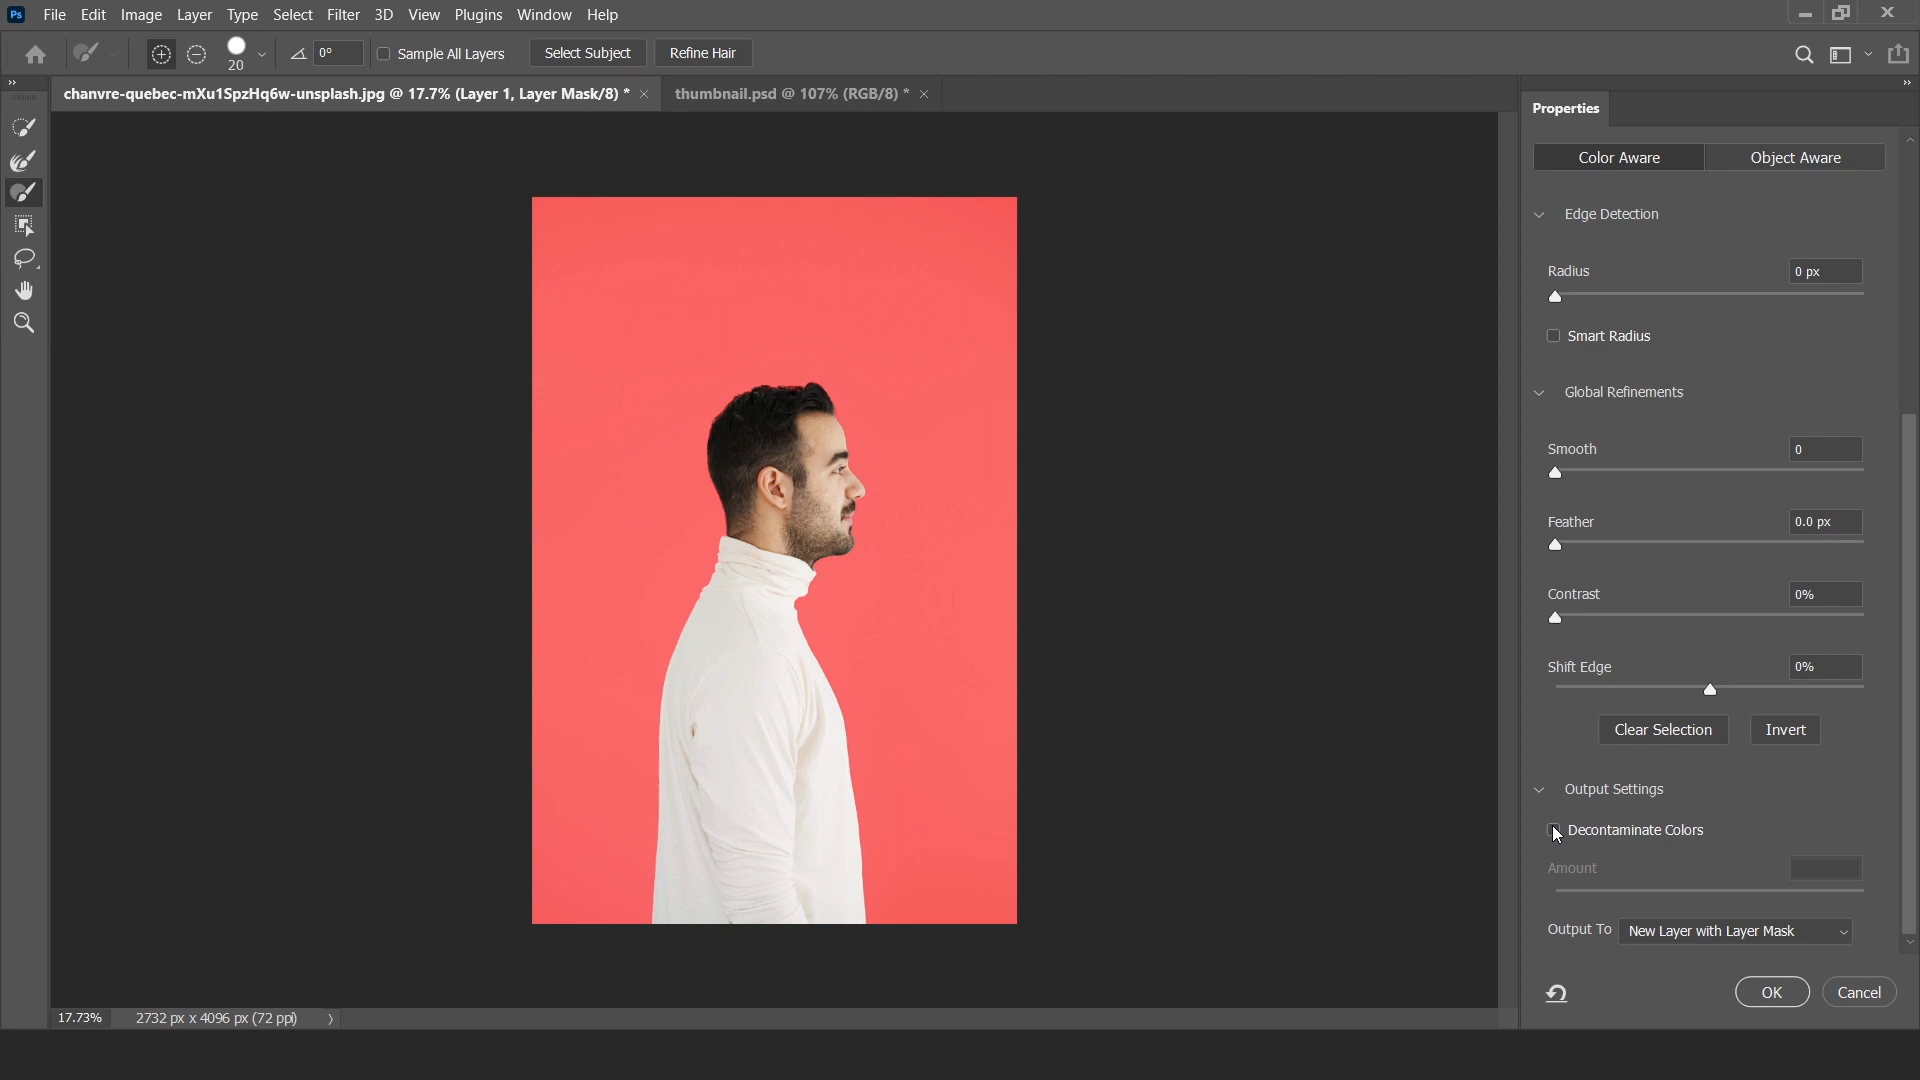 Ps File Edit Image Layer Type Select Filter 3D View Plugins Window Help
20 0° Sample All Layers Select Subject Refine Hair
chanvre-quebec-mXu1SpzHq6w-unsplash.jpg @ 17.7% (Layer 1, Layer Mask/8) * thumbnail.psd @ 107% (RGB/8) *
Properties
Color Aware Object Aware
Edge Detection
Radius 0 px
Smart Radius
Global Refinements
Smooth 0
Feather 0.0 px
Contrast 0%
Shift Edge 0%
Clear Selection Invert
Output Settings
Decontaminate Colors
Amount
Output To New Layer with Layer Mask
OK Cancel
17.73% 2732 px x 4096 px (72 ppi)